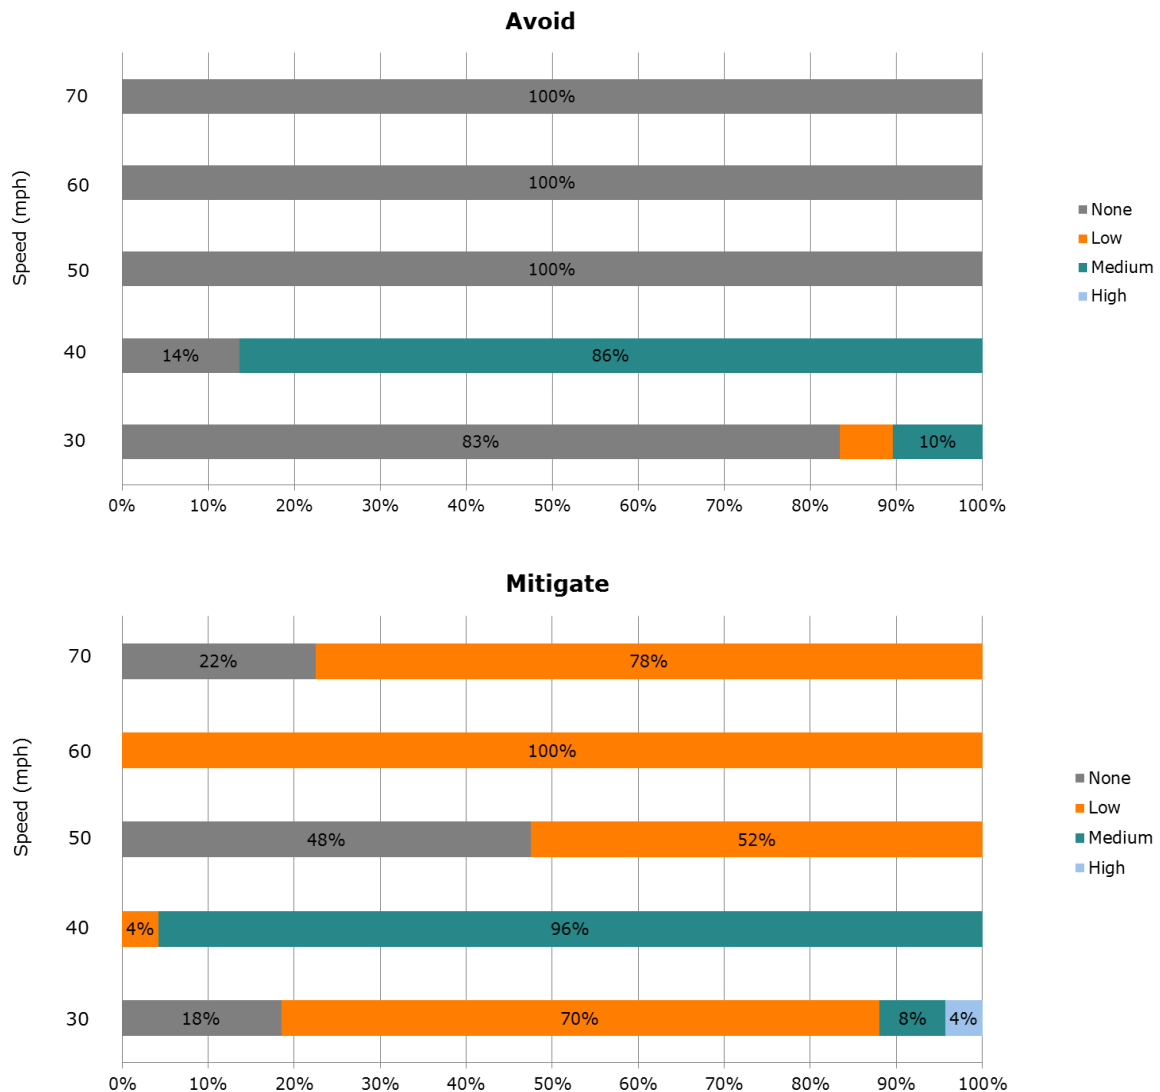 Avoid
Speed (mph)
70
100%
60
100%
50
100%
40
14% 86%
30
83% 10%
0% 10% 20% 30% 40% 50% 60% 70% 80% 90% 100%
None
Low
Medium
High
Mitigate
Speed (mph)
70
22% 78%
60
100%
50
48% 52%
40
4% 96%
30
18% 70% 8% 4%
0% 10% 20% 30% 40% 50% 60% 70% 80% 90% 100%
None
Low
Medium
High